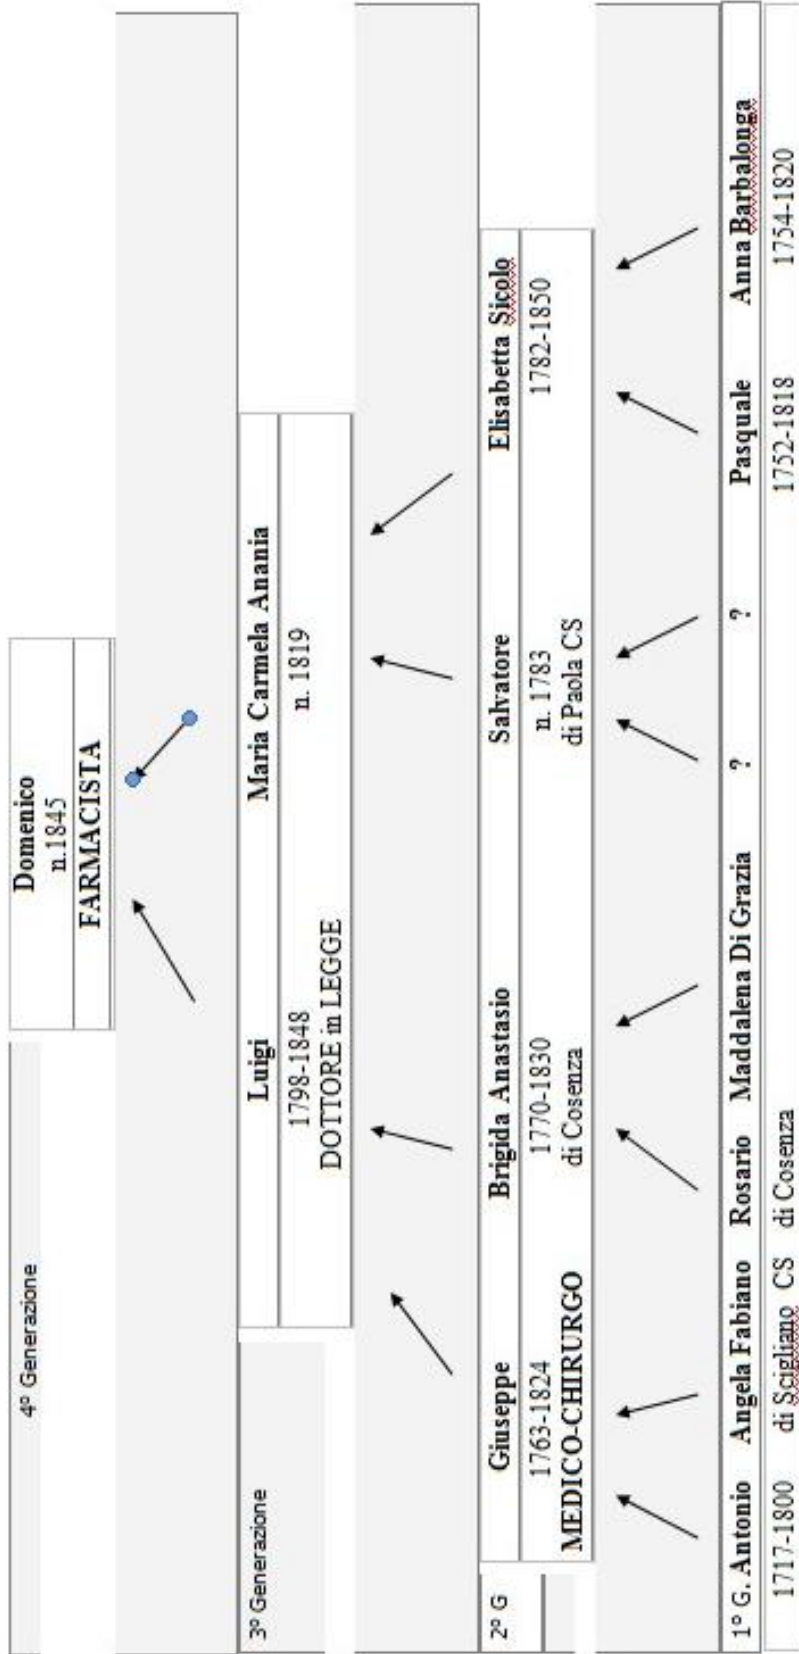 4° Generazione
Domenico
n.1845
FARMACISTA
3° Generazione
Luigi Maria Carmela Anania
1798-1848 n. 1819
DOTTORE in LEGGE
2° G
Giuseppe Brigida Anastasio Salvatore Elisabetta Sicolo
1763-1824 1770-1830 n. 1783 1782-1850
MEDICO-CHIRURGO di Cosenza di Paola CS
1° G. Antonio Angela Fabiano Rosario Maddalena Di Grazia ? ? Pasquale Anna Barbalonga
1717-1800 di Scigliano CS di Cosenza 1752-1818 1754-1820